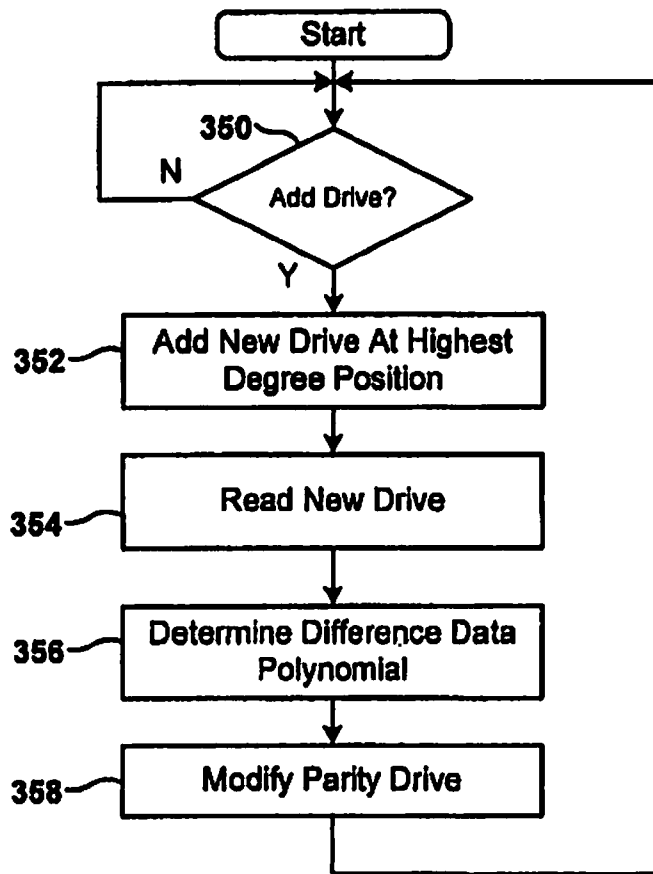 Start
350
N
Add Drive?
Y
352
Add New Drive At Highest
Degree Position
354
Read New Drive
356
Determine Difference Data
Polynomial
358
Modify Parity Drive